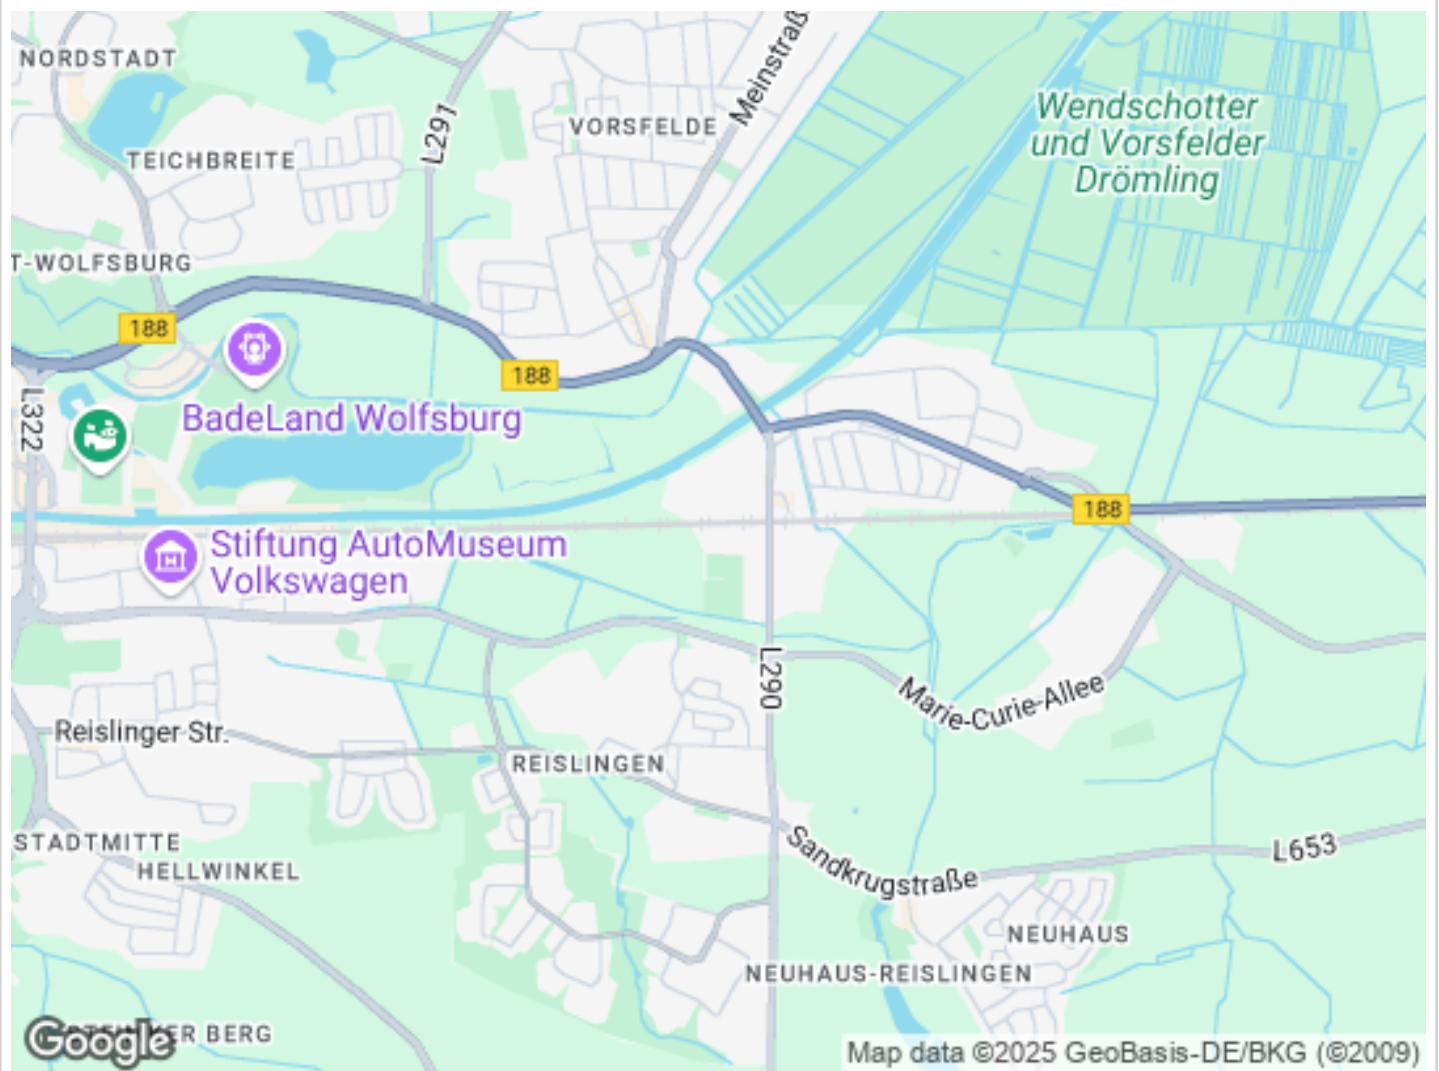 NORDSTADT
Meinstraß
Wendschotter
und Vorsfelder
Drömling
L291
VORSFELDE
TEICHBREITE
T-WOLFSBURG
188
188
L322
BadeLand Wolfsburg
188
Stiftung AutoMuseum
Volkswagen
L290
Marie-Curie-Allee
Reislinger Str.
REISLINGEN
STADTMITTE
HELLWINKEL
Sandkrugstraße
L653
NEUHAUS
NEUHAUS-REISLINGEN
ER BERG
Google
Map data ©2025 GeoBasis-DE/BKG (©2009)